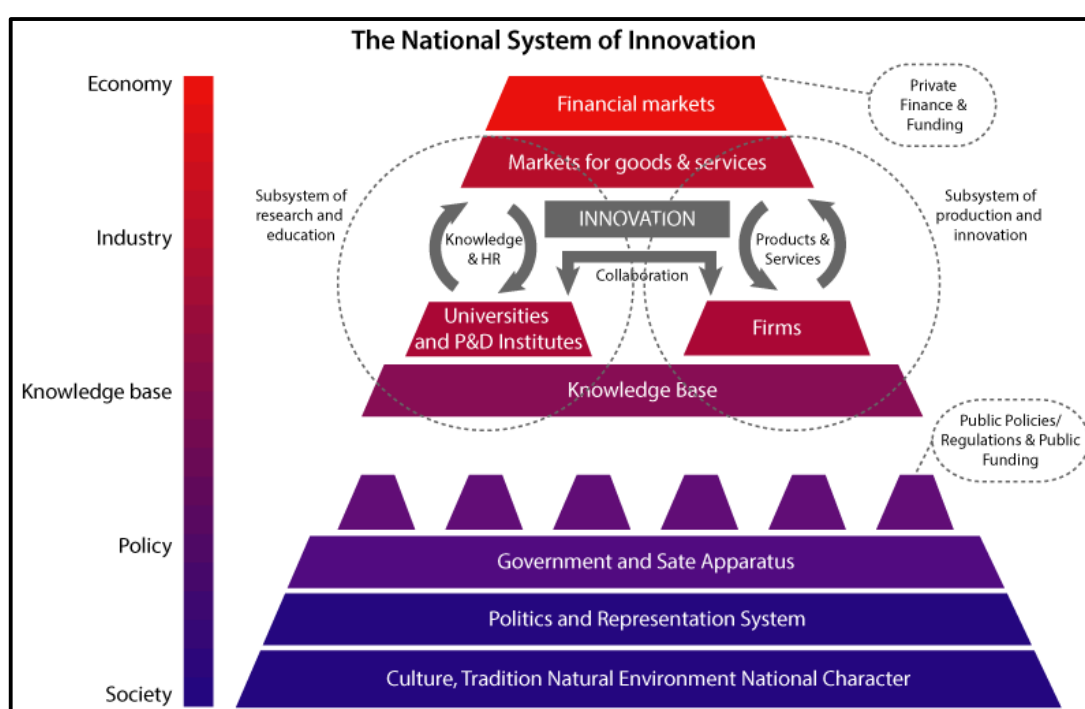 The National System of Innovation
Economy
Financial markets
Private
Finance &
Funding
Markets for goods & services
Subsystem of
research and
education
Subsystem of
production and
innovation
Industry
INNOVATION
Knowledge
& HR
Products &
Services
Collaboration
Universities
and P&D Institutes
Firms
Knowledge base
Knowledge Base
Public Policies/
Regulations & Public
Funding
Policy
Government and Sate Apparatus
Politics and Representation System
Society
Culture, Tradition Natural Environment National Character